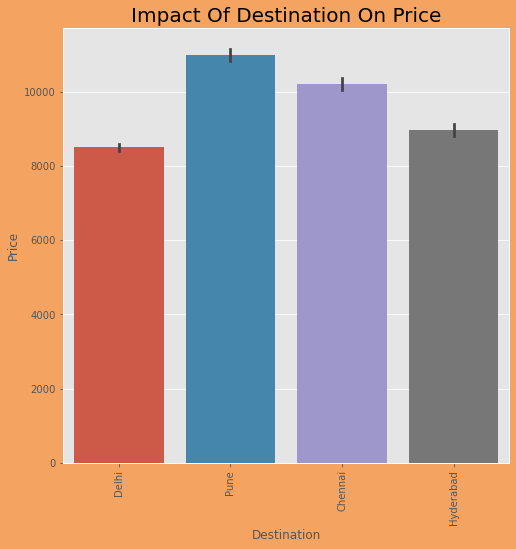 Impact Of Destination On Price
Price
10000
8000
6000
4000
2000
0
Delhi
Pune
Chennai
Hyderabad
Destination